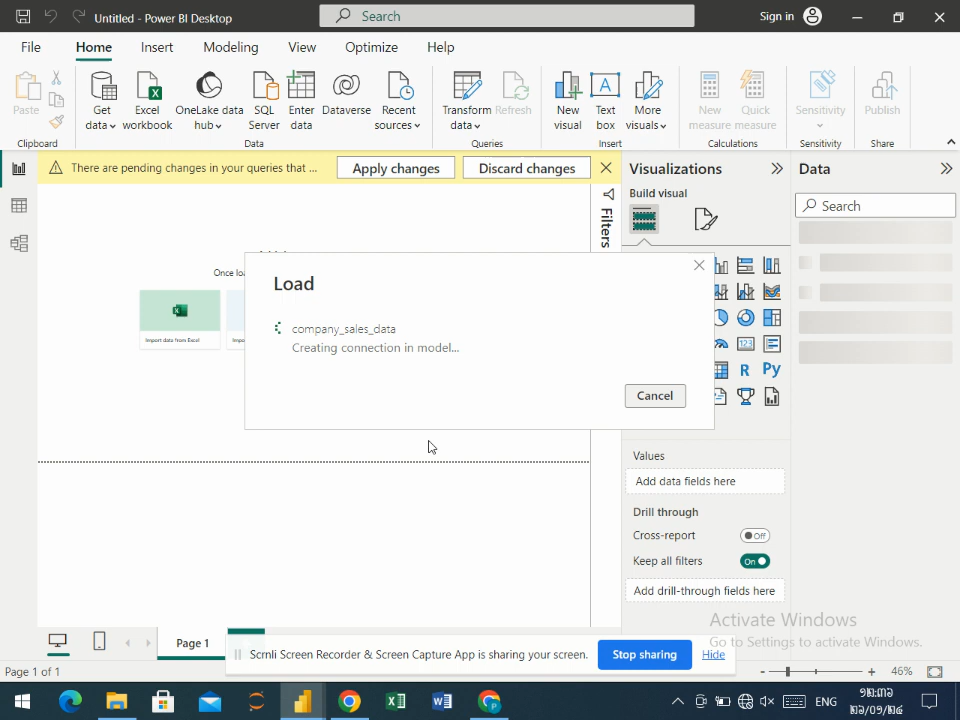 Untitled - Power BI Desktop
Search
Sign in
File
Home
Insert
Modeling
View
Optimize
Help
Paste
Get data
Excel workbook
OneLake data hub
SQL Server
Enter data
Dataverse
Recent sources
Transform data
Refresh
New visual
Text box
More visuals
New measure
Quick measure
Sensitivity
Publish
Clipboard
Data
Queries
Insert
Calculations
Sensitivity
Share
There are pending changes in your queries that ...
Apply changes
Discard changes
Filters
Visualizations
Data
Build visual
Search
Once loa
Import data from Excel
Impor
Load
company_sales_data
Creating connection in model...
Cancel
123
R
Py
Values
Add data fields here
Drill through
Cross-report
Off
Keep all filters
On
Add drill-through fields here
Activate Windows
Go to Settings to activate Windows.
Page 1
Scrnli Screen Recorder & Screen Capture App is sharing your screen.
Stop sharing
Hide
Page 1 of 1
46%
ENG